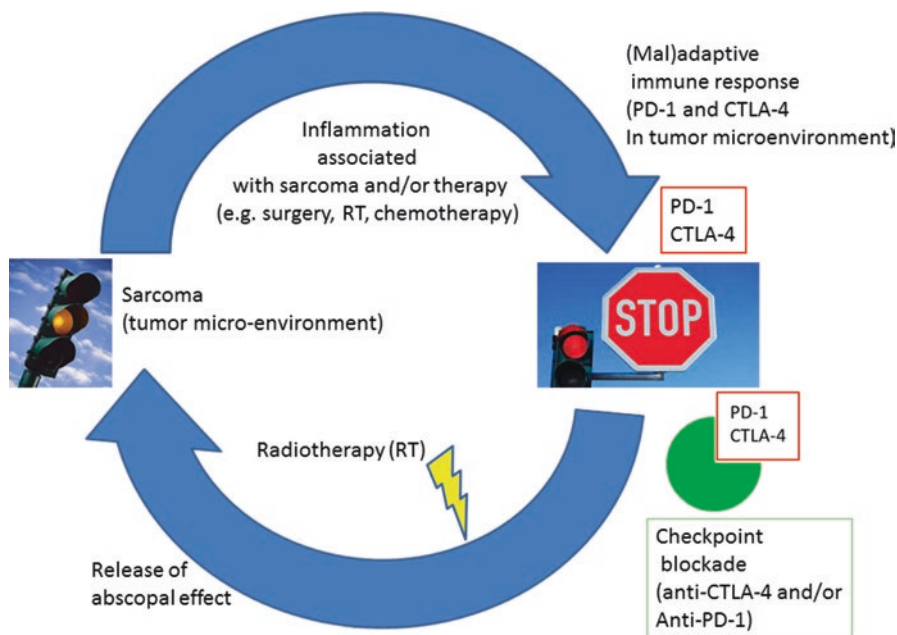 (Mal)adaptive
immune response
(PD-1 and CTLA-4
In tumor microenvironment)
Inflammation
associated
with sarcoma and/or therapy
(e.g. surgery, RT, chemotherapy)
PD-1
CTLA-4
Sarcoma
(tumor micro-environment)
STOP
PD-1
CTLA-4
Radiotherapy (RT)
Release of
abscopal effect
Checkpoint
blockade
(anti-CTLA-4 and/or
Anti-PD-1)